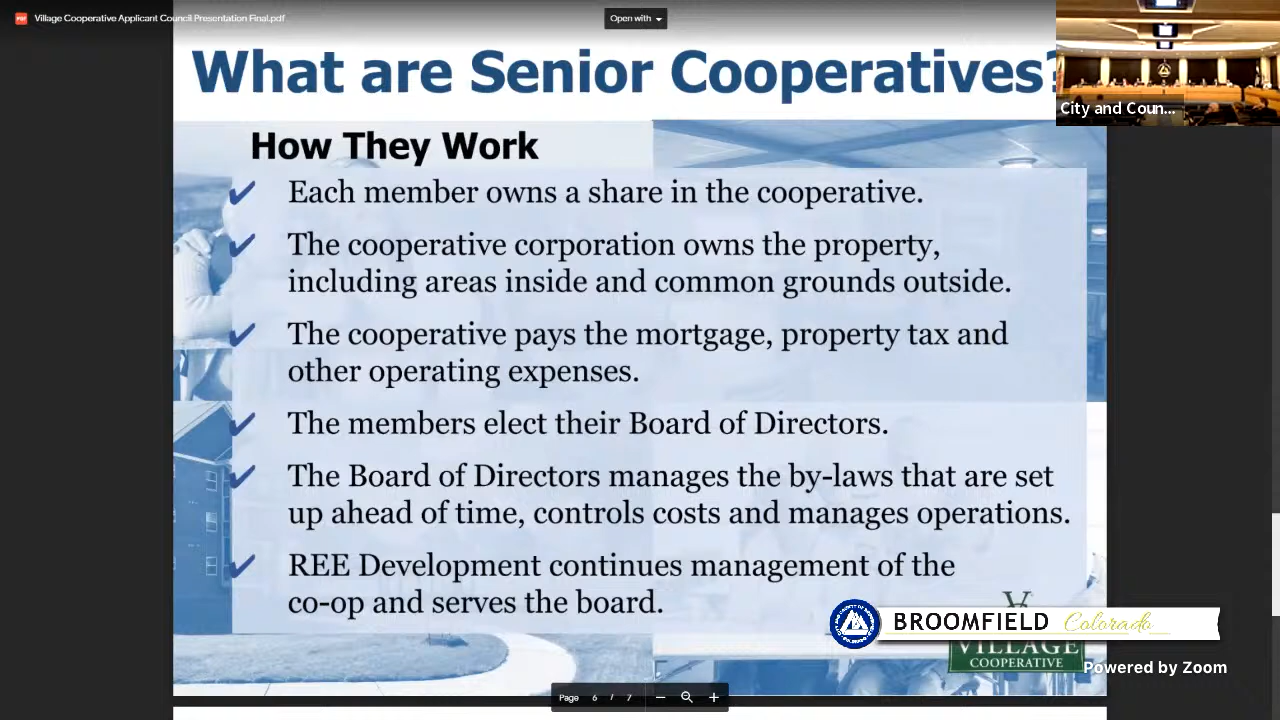 Village Cooperative Applicant Council Presentation Final.pdf
Open with
What are Senior Cooperatives?
City and Coun...
How They Work
Each member owns a share in the cooperative.
The cooperative corporation owns the property,
including areas inside and common grounds outside.
The cooperative pays the mortgage, property tax and
other operating expenses.
The members elect their Board of Directors.
The Board of Directors manages the by-laws that are set
up ahead of time, controls costs and manages operations.
REE Development continues management of the
co-op and serves the board.
BROOMFIELD Colorado
VILLAGE
COOPERATIVE
Powered by Zoom
Page 6 / 7